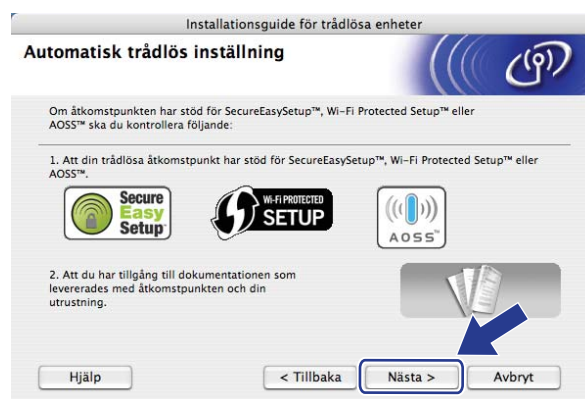 Installationsguide för trådlösa enheter
Automatisk trådlös inställning
Om åtkomstpunkten har stöd för SecureEasySetup™, Wi-Fi Protected Setup™ eller
AOSS™ ska du kontrollera följande:
1. Att din trådlösa åtkomstpunkt har stöd för SecureEasySetup™, Wi-Fi Protected Setup™ eller
AOSS™.
Secure
Easy
Setup
Wi-Fi PROTECTED
SETUP
AOSS™
2. Att du har tillgång till dokumentationen som
levererades med åtkomstpunkten och din
utrustning.
Hjälp
< Tillbaka
Nästa >
Avbryt